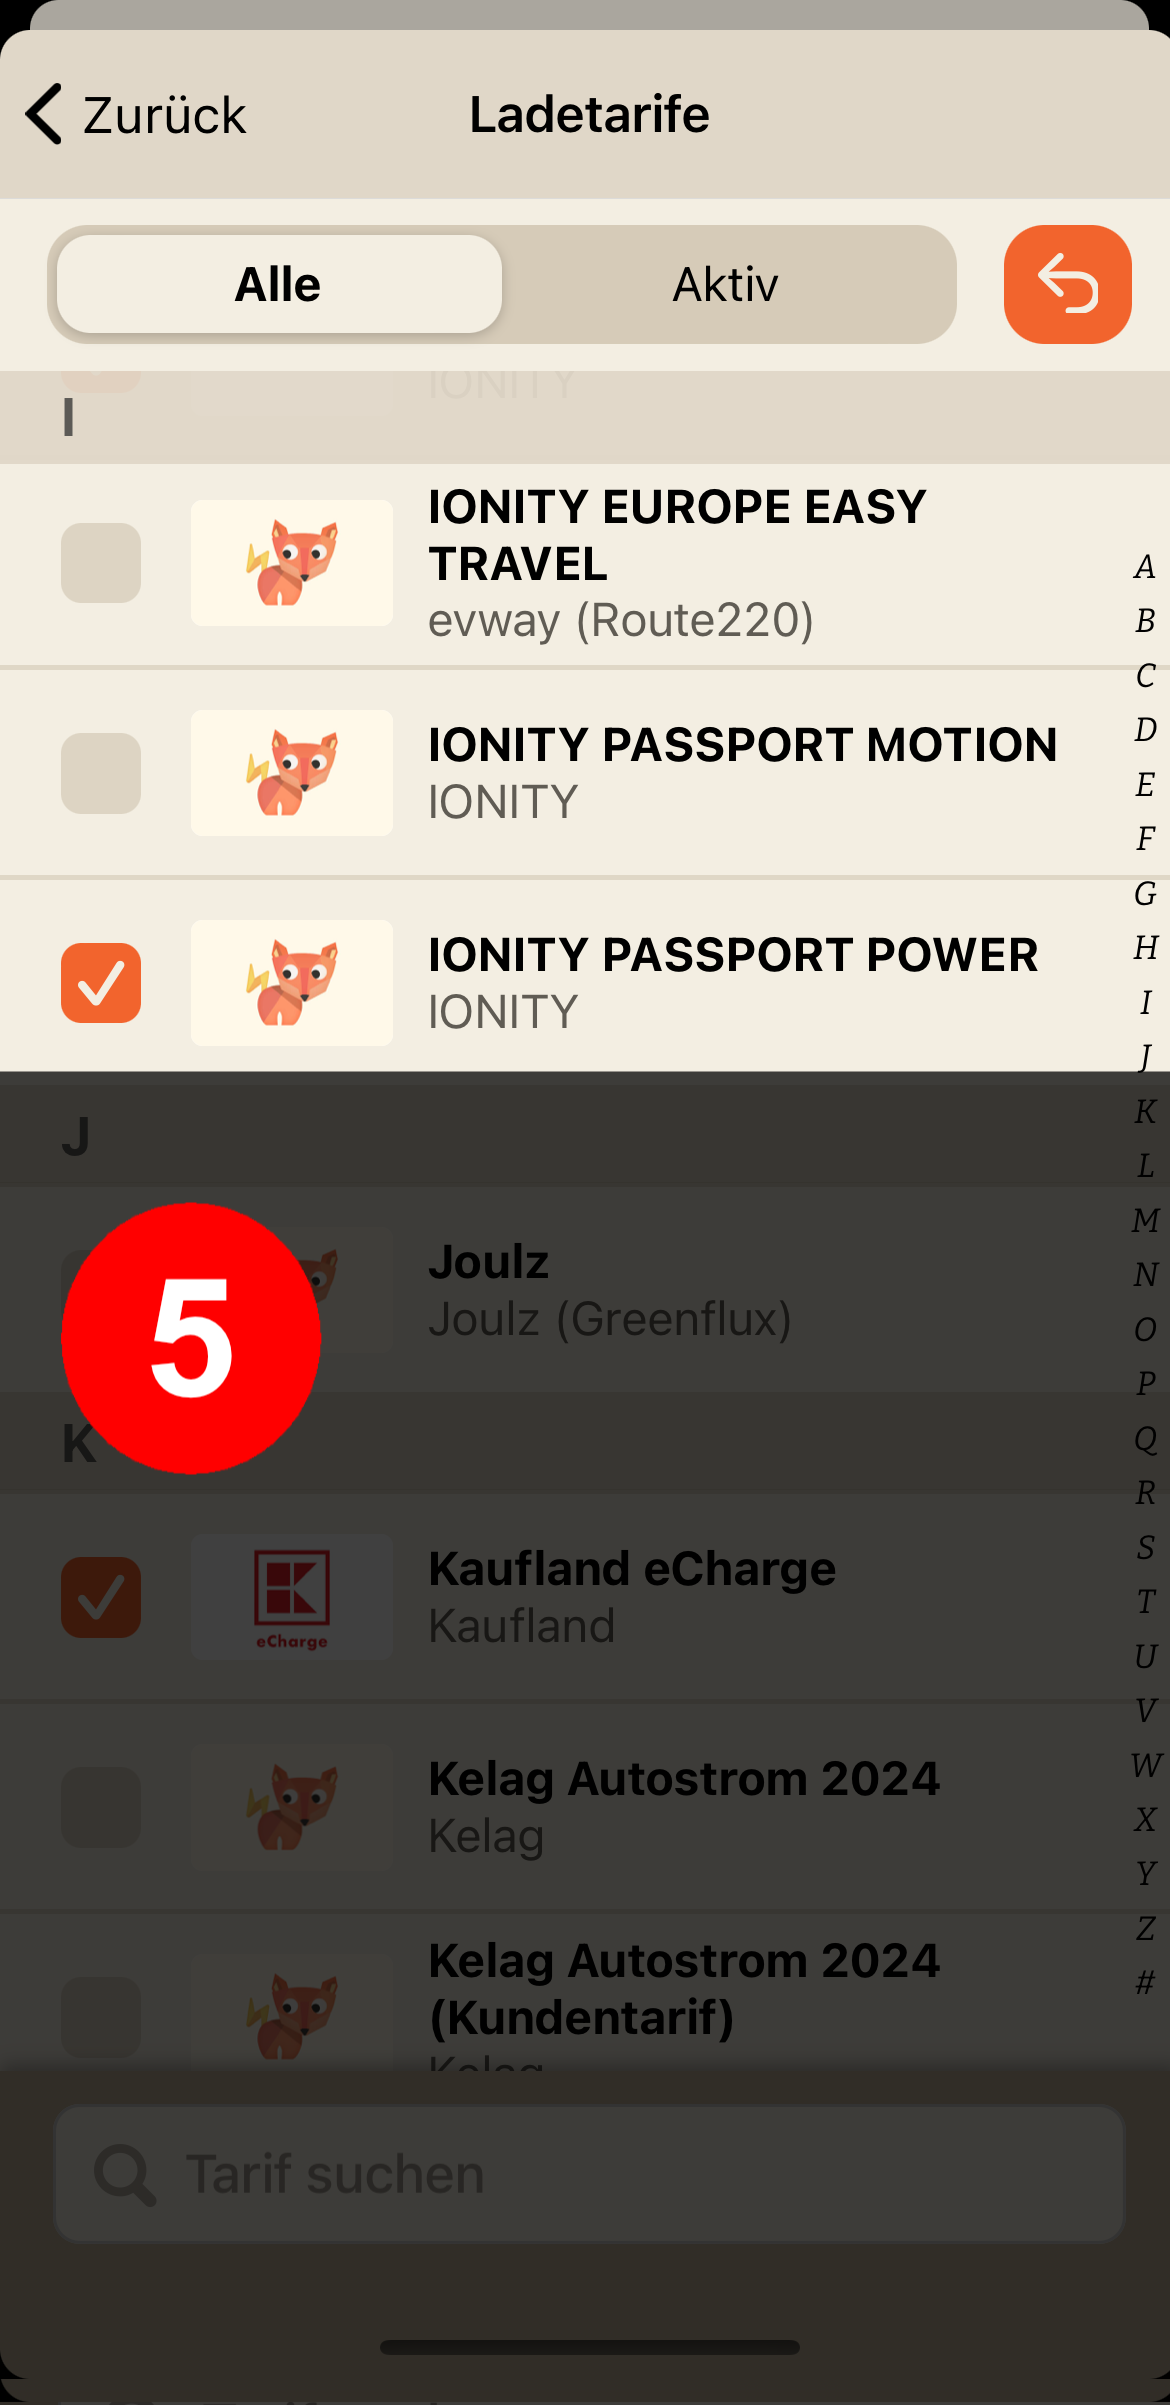 Zurück
Ladetarife
Alle
Aktiv
IONITY
I
IONITY EUROPE EASY
TRAVEL
evway (Route220)
IONITY PASSPORT MOTION
IONITY
IONITY PASSPORT POWER
IONITY
J
Joulz
Joulz (Greenflux)
5
K
eCharge
Kaufland eCharge
Kaufland
Kelag Autostrom 2024
Kelag
Kelag Autostrom 2024
(Kundentarif)
Kelag
Tarif suchen
A
B
C
D
E
F
G
H
I
J
K
L
M
N
O
P
Q
R
S
T
U
V
W
X
Y
Z
#